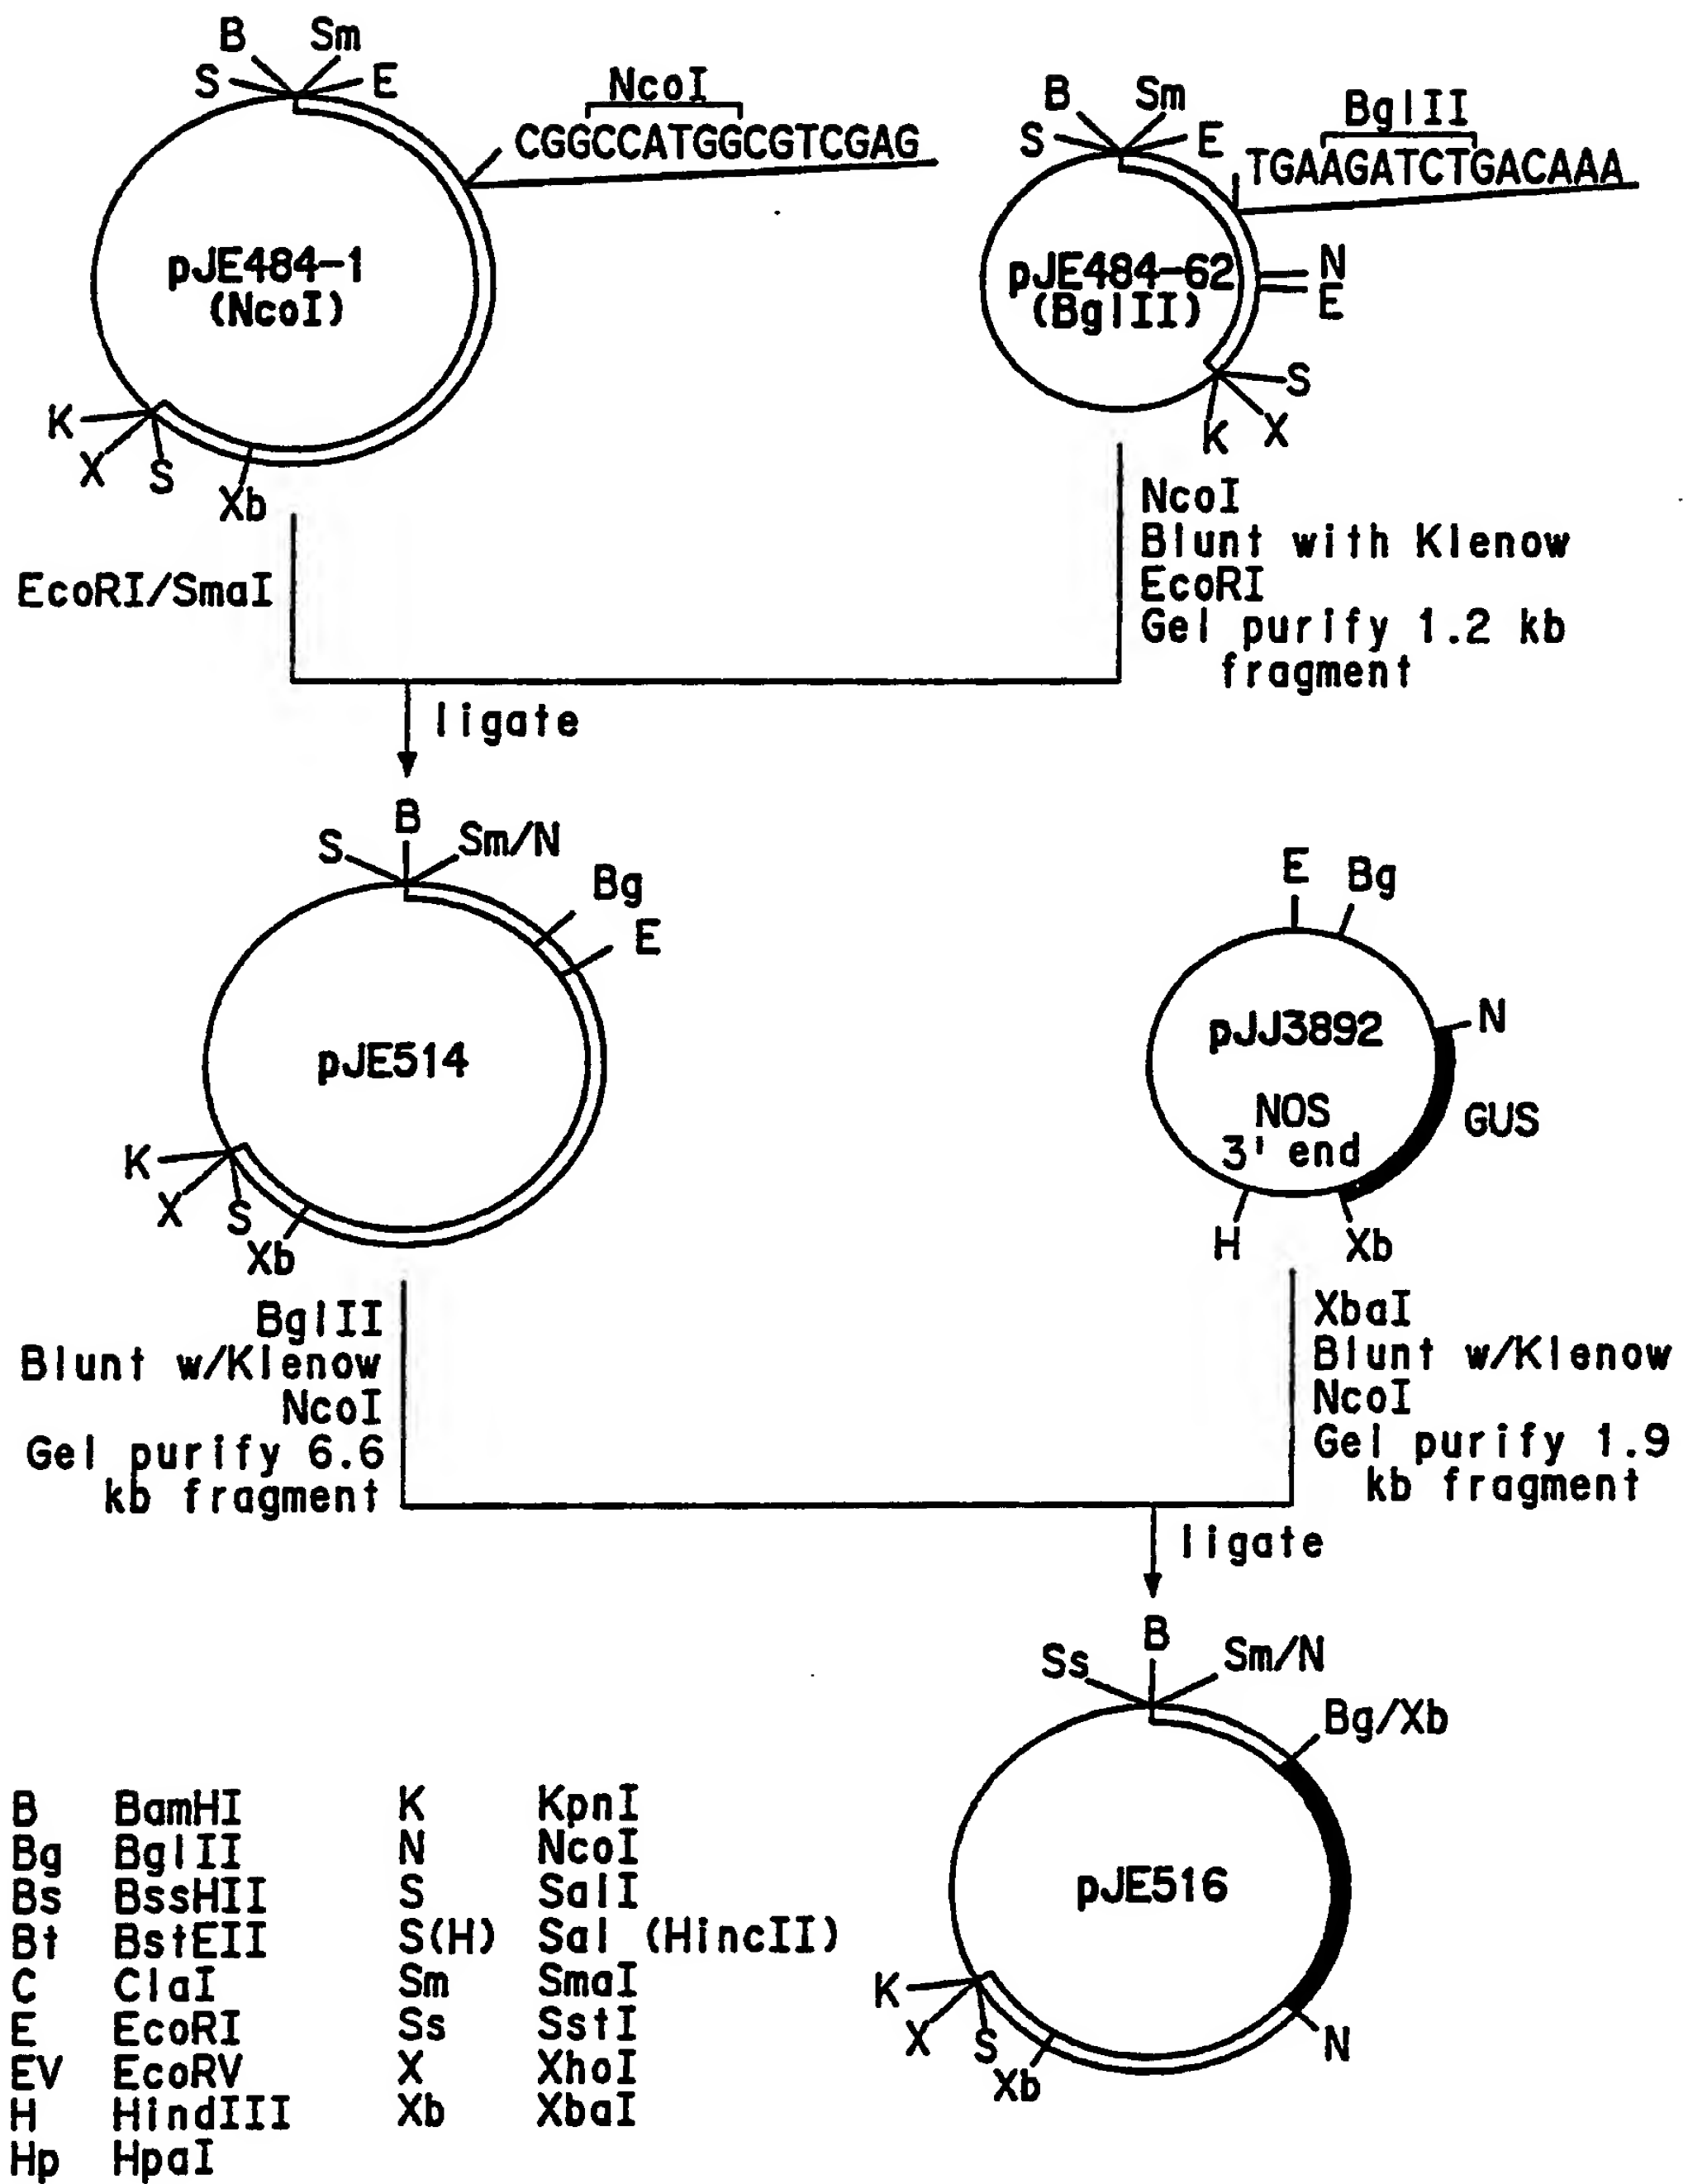 B
Sm
S
E
NcoI
CGGCCATGGCGTCGAG
pJE484-1
(NcoI)
K
X
S
Xb
B
Sm
S
E
BglII
TGAAGATCTGACAAA
pJE484-62
(BglII)
N
E
S
X
K
EcoRI/SmaI
NcoI
Blunt with Klenow
EcoRI
Gel purify 1.2 kb
fragment
ligate
B
S
Sm/N
Bg
E
pJE514
K
X
S
Xb
E
Bg
N
pJJ3892
NOS
3' end
GUS
H
Xb
BglII
Blunt w/Klenow
NcoI
Gel purify 6.6
kb fragment
XbaI
Blunt w/Klenow
NcoI
Gel purify 1.9
kb fragment
ligate
B
Ss
Sm/N
Bg/Xb
pJE516
K
X
S
Xb
N
B BamHI K KpnI
Bg BglII N NcoI
Bs BssHII S SalI
Bt BstEII S(H) Sal (HincII)
C ClaI Sm SmaI
E EcoRI Ss SstI
EV EcoRV X XhoI
H HindIII Xb XbaI
Hp HpaI